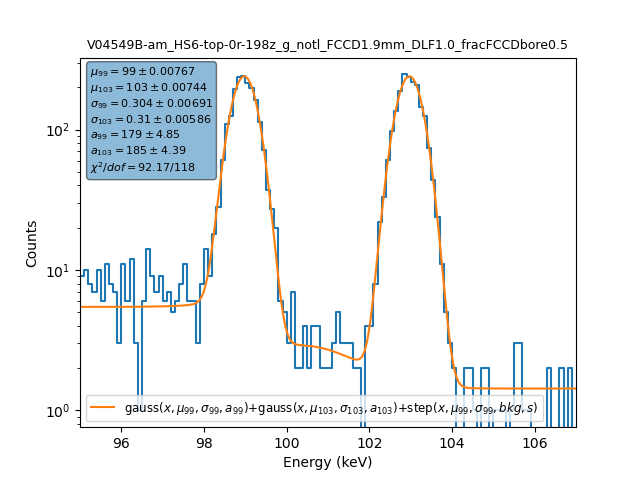 V04549B-am_HS6-top-0r-198z_g_notl_FCCD1.9mm_DLF1.0_fracFCCDbore0.5
μ₉₉ = 99 ± 0.00767
μ₁₀₃ = 103 ± 0.00744
σ₉₉ = 0.304 ± 0.00691
σ₁₀₃ = 0.31 ± 0.00586
a₉₉ = 179 ± 4.85
a₁₀₃ = 185 ± 4.39
χ²/dof = 92.17/118
10²
10¹
10⁰
Counts
gauss(x, μ₉₉, σ₉₉, a₉₉)+gauss(x, μ₁₀₃, σ₁₀₃, a₁₀₃)+step(x, μ₉₉, σ₉₉, bkg, s)
96 98 100 102 104 106
Energy (keV)